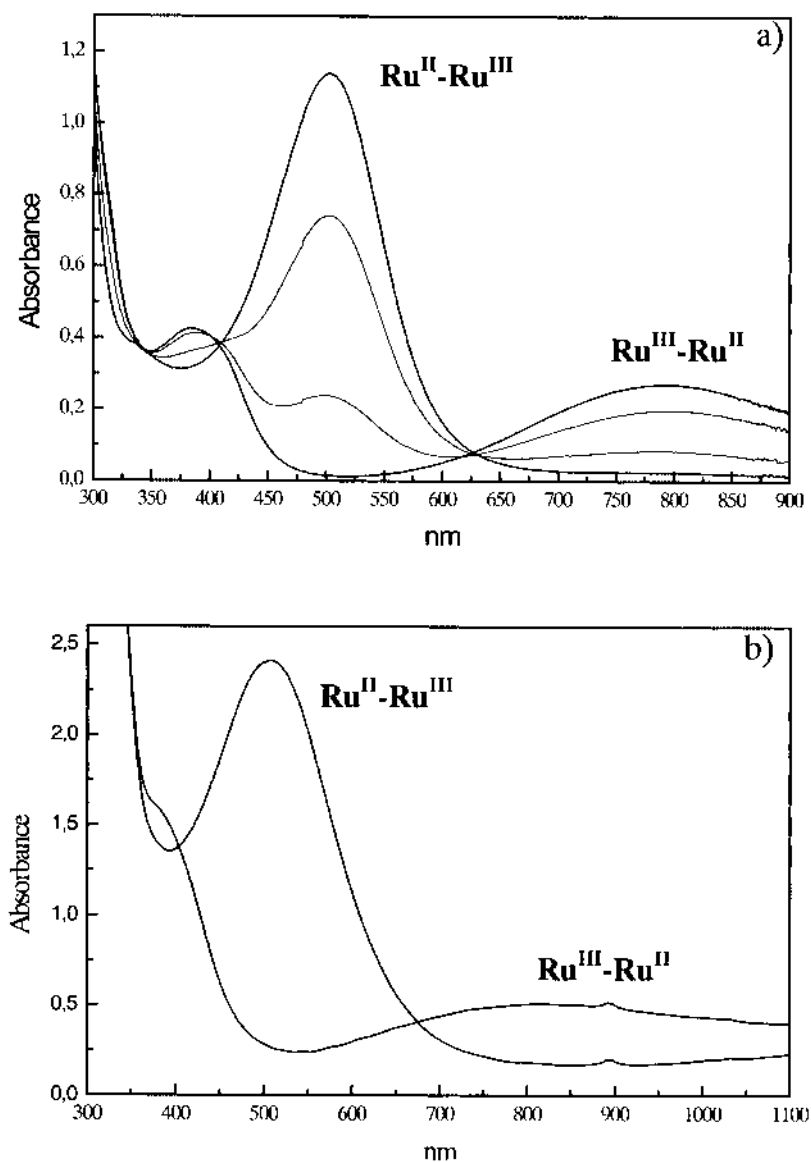 a)
1,2
1,0
0,8
0,6
0,4
0,2
0,0
Absorbance
Ru^II-Ru^III
Ru^III-Ru^II
300 350 400 450 500 550 600 650 700 750 800 850 900
nm
b)
2,5
2,0
1,5
1,0
0,5
0,0
Absorbance
Ru^II-Ru^III
Ru^III-Ru^II
300 400 500 600 700 800 900 1000 1100
nm